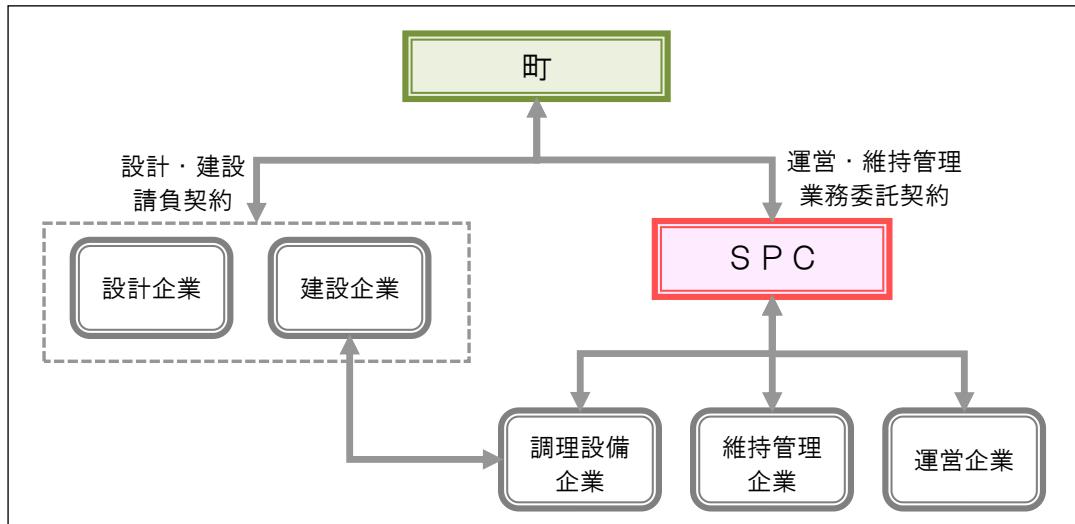 町
設計・建設
請負契約
運営・維持管理
業務委託契約
設計企業
建設企業
ＳＰＣ
調理設備
企業
維持管理
企業
運営企業